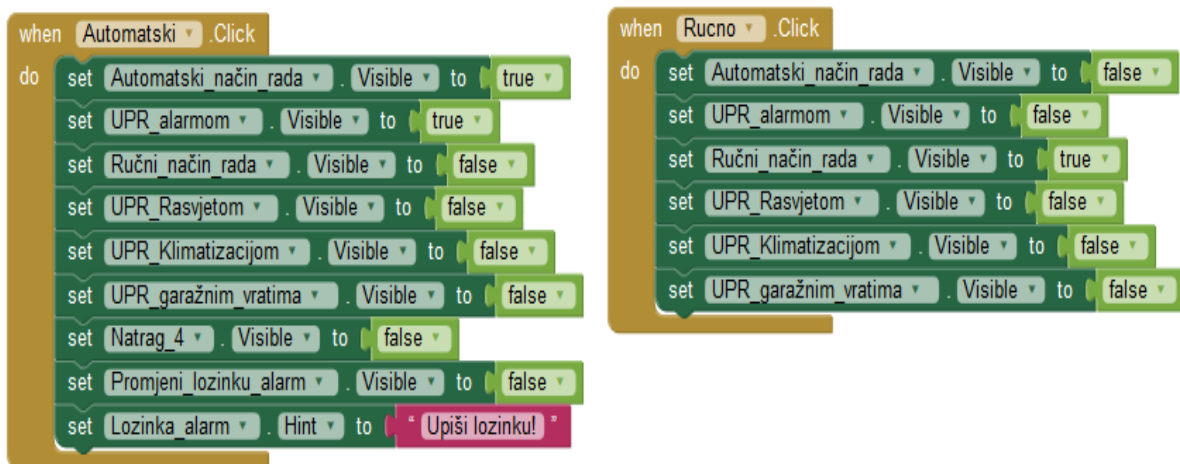 when Automatski .Click
do set Automatski_način_rada . Visible to true
set UPR_alarmom . Visible to true
set Ručni_način_rada . Visible to false
set UPR_Rasvjetom . Visible to false
set UPR_Klimatizacijom . Visible to false
set UPR_garažnim_vratima . Visible to false
set Natrag_4 . Visible to false
set Promjeni_lozinku_alarm . Visible to false
set Lozinka_alarm . Hint to " Upiši lozinku! "
when Rucno .Click
do set Automatski_način_rada . Visible to false
set UPR_alarmom . Visible to false
set Ručni_način_rada . Visible to true
set UPR_Rasvjetom . Visible to false
set UPR_Klimatizacijom . Visible to false
set UPR_garažnim_vratima . Visible to false